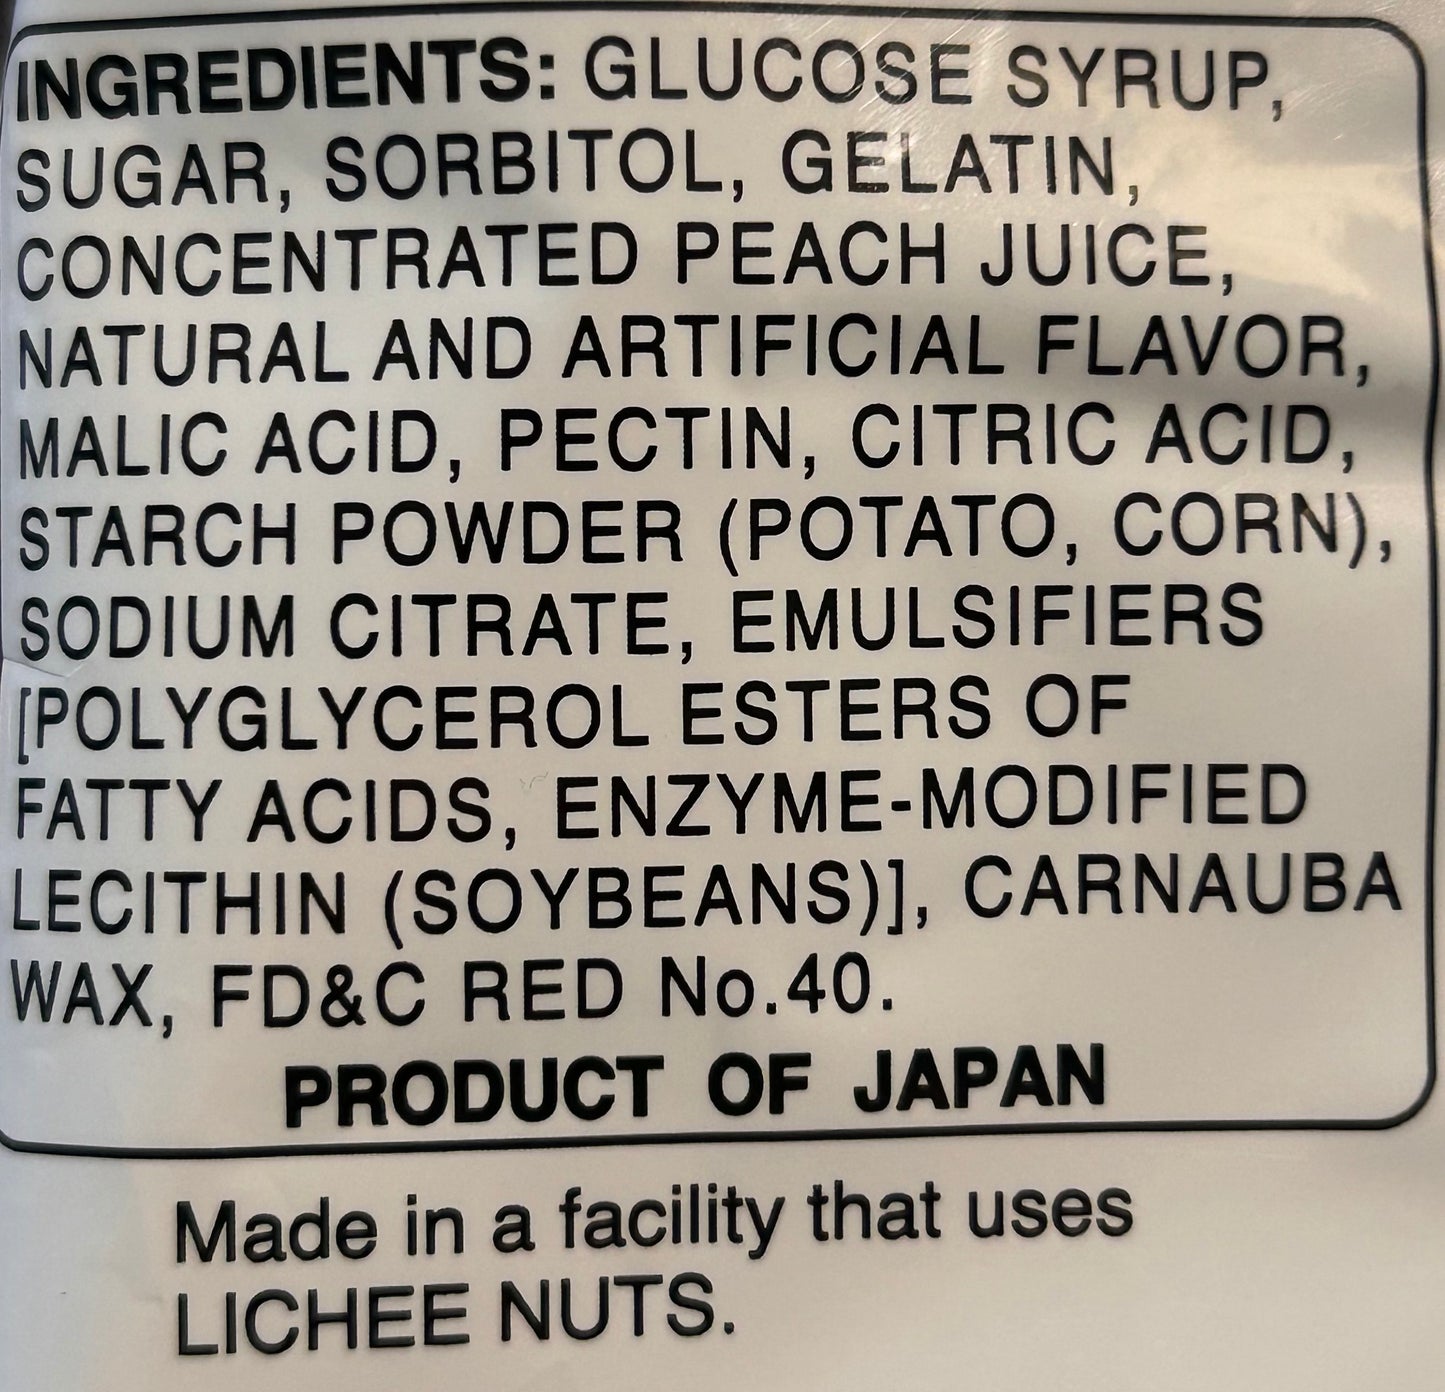 INGREDIENTS: GLUCOSE SYRUP,
SUGAR, SORBITOL, GELATIN,
CONCENTRATED PEACH JUICE,
NATURAL AND ARTIFICIAL FLAVOR,
MALIC ACID, PECTIN, CITRIC ACID,
STARCH POWDER (POTATO, CORN),
SODIUM CITRATE, EMULSIFIERS
[POLYGLYCEROL ESTERS OF
FATTY ACIDS, ENZYME-MODIFIED
LECITHIN (SOYBEANS)], CARNAUBA
WAX, FD&C RED No.40.
PRODUCT OF JAPAN
Made in a facility that uses
LICHEE NUTS.